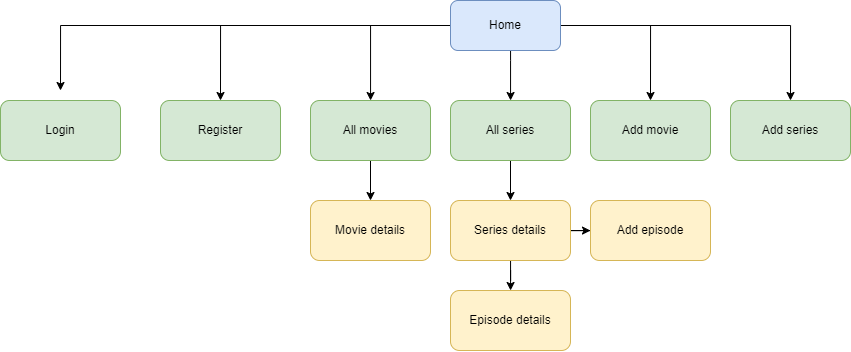 Home
Login
Register
All movies
All series
Add movie
Add series
Movie details
Series details
Add episode
Episode details